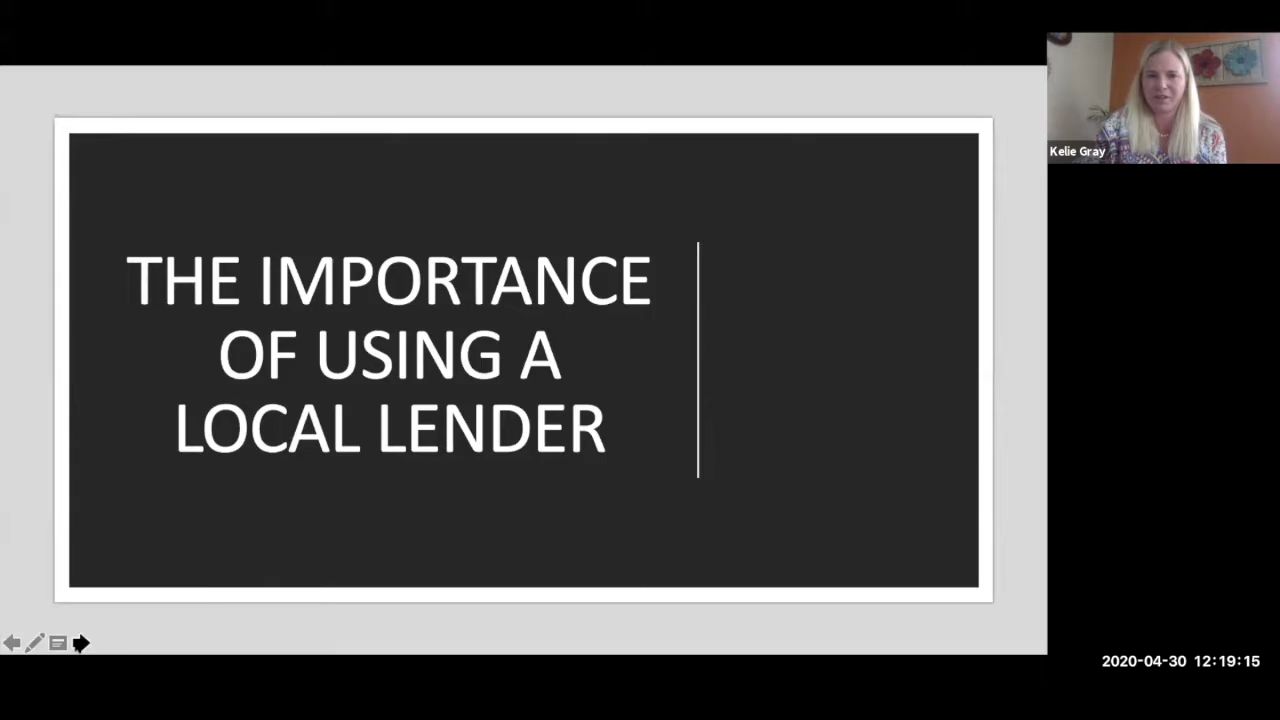 THE IMPORTANCE
OF USING A
LOCAL LENDER
Kelie Gray
2020-04-30 12:19:15